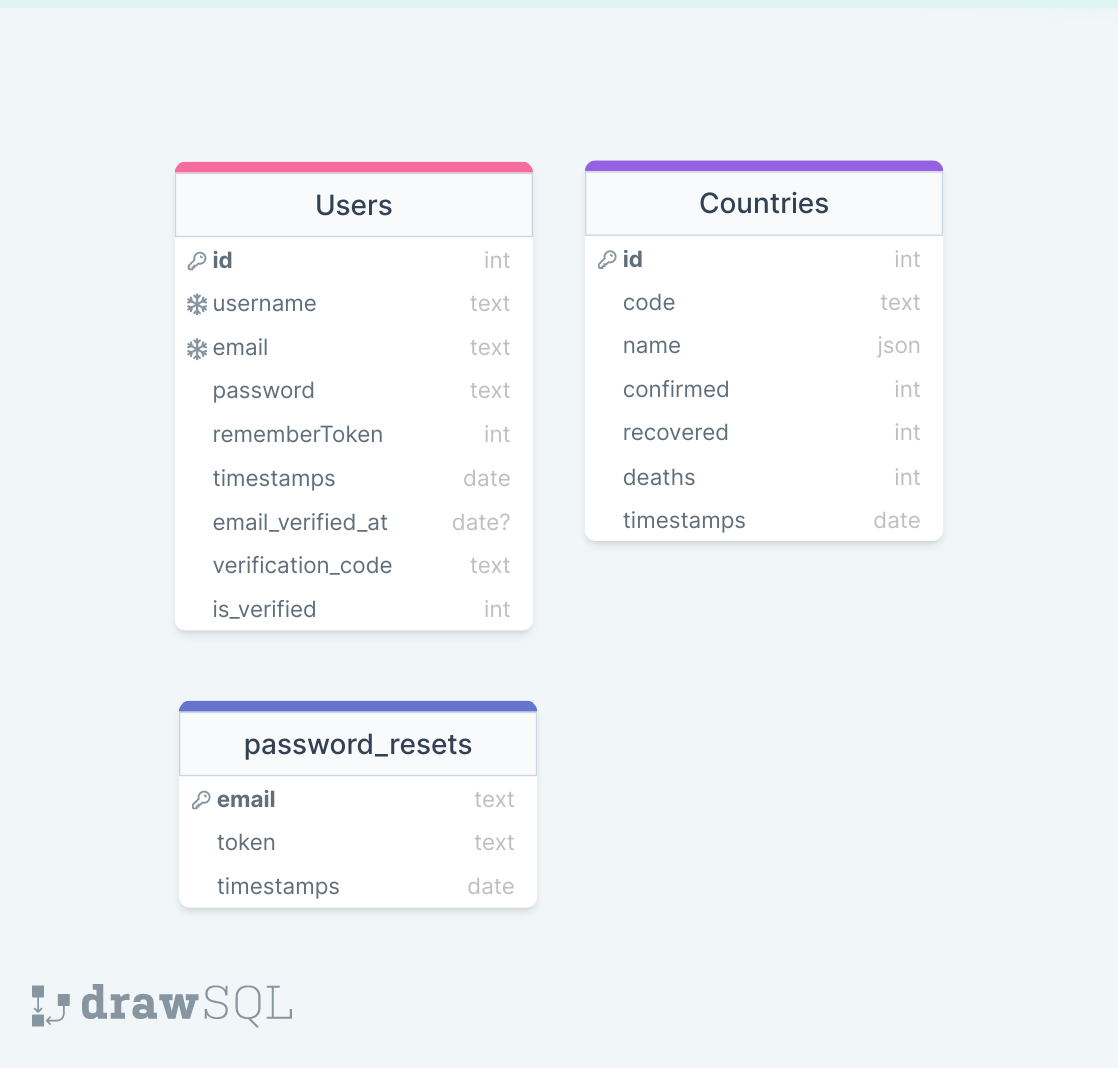 Users
id int
username text
email text
password text
rememberToken int
timestamps date
email_verified_at date?
verification_code text
is_verified int
Countries
id int
code text
name json
confirmed int
recovered int
deaths int
timestamps date
password_resets
email text
token text
timestamps date
drawSQL